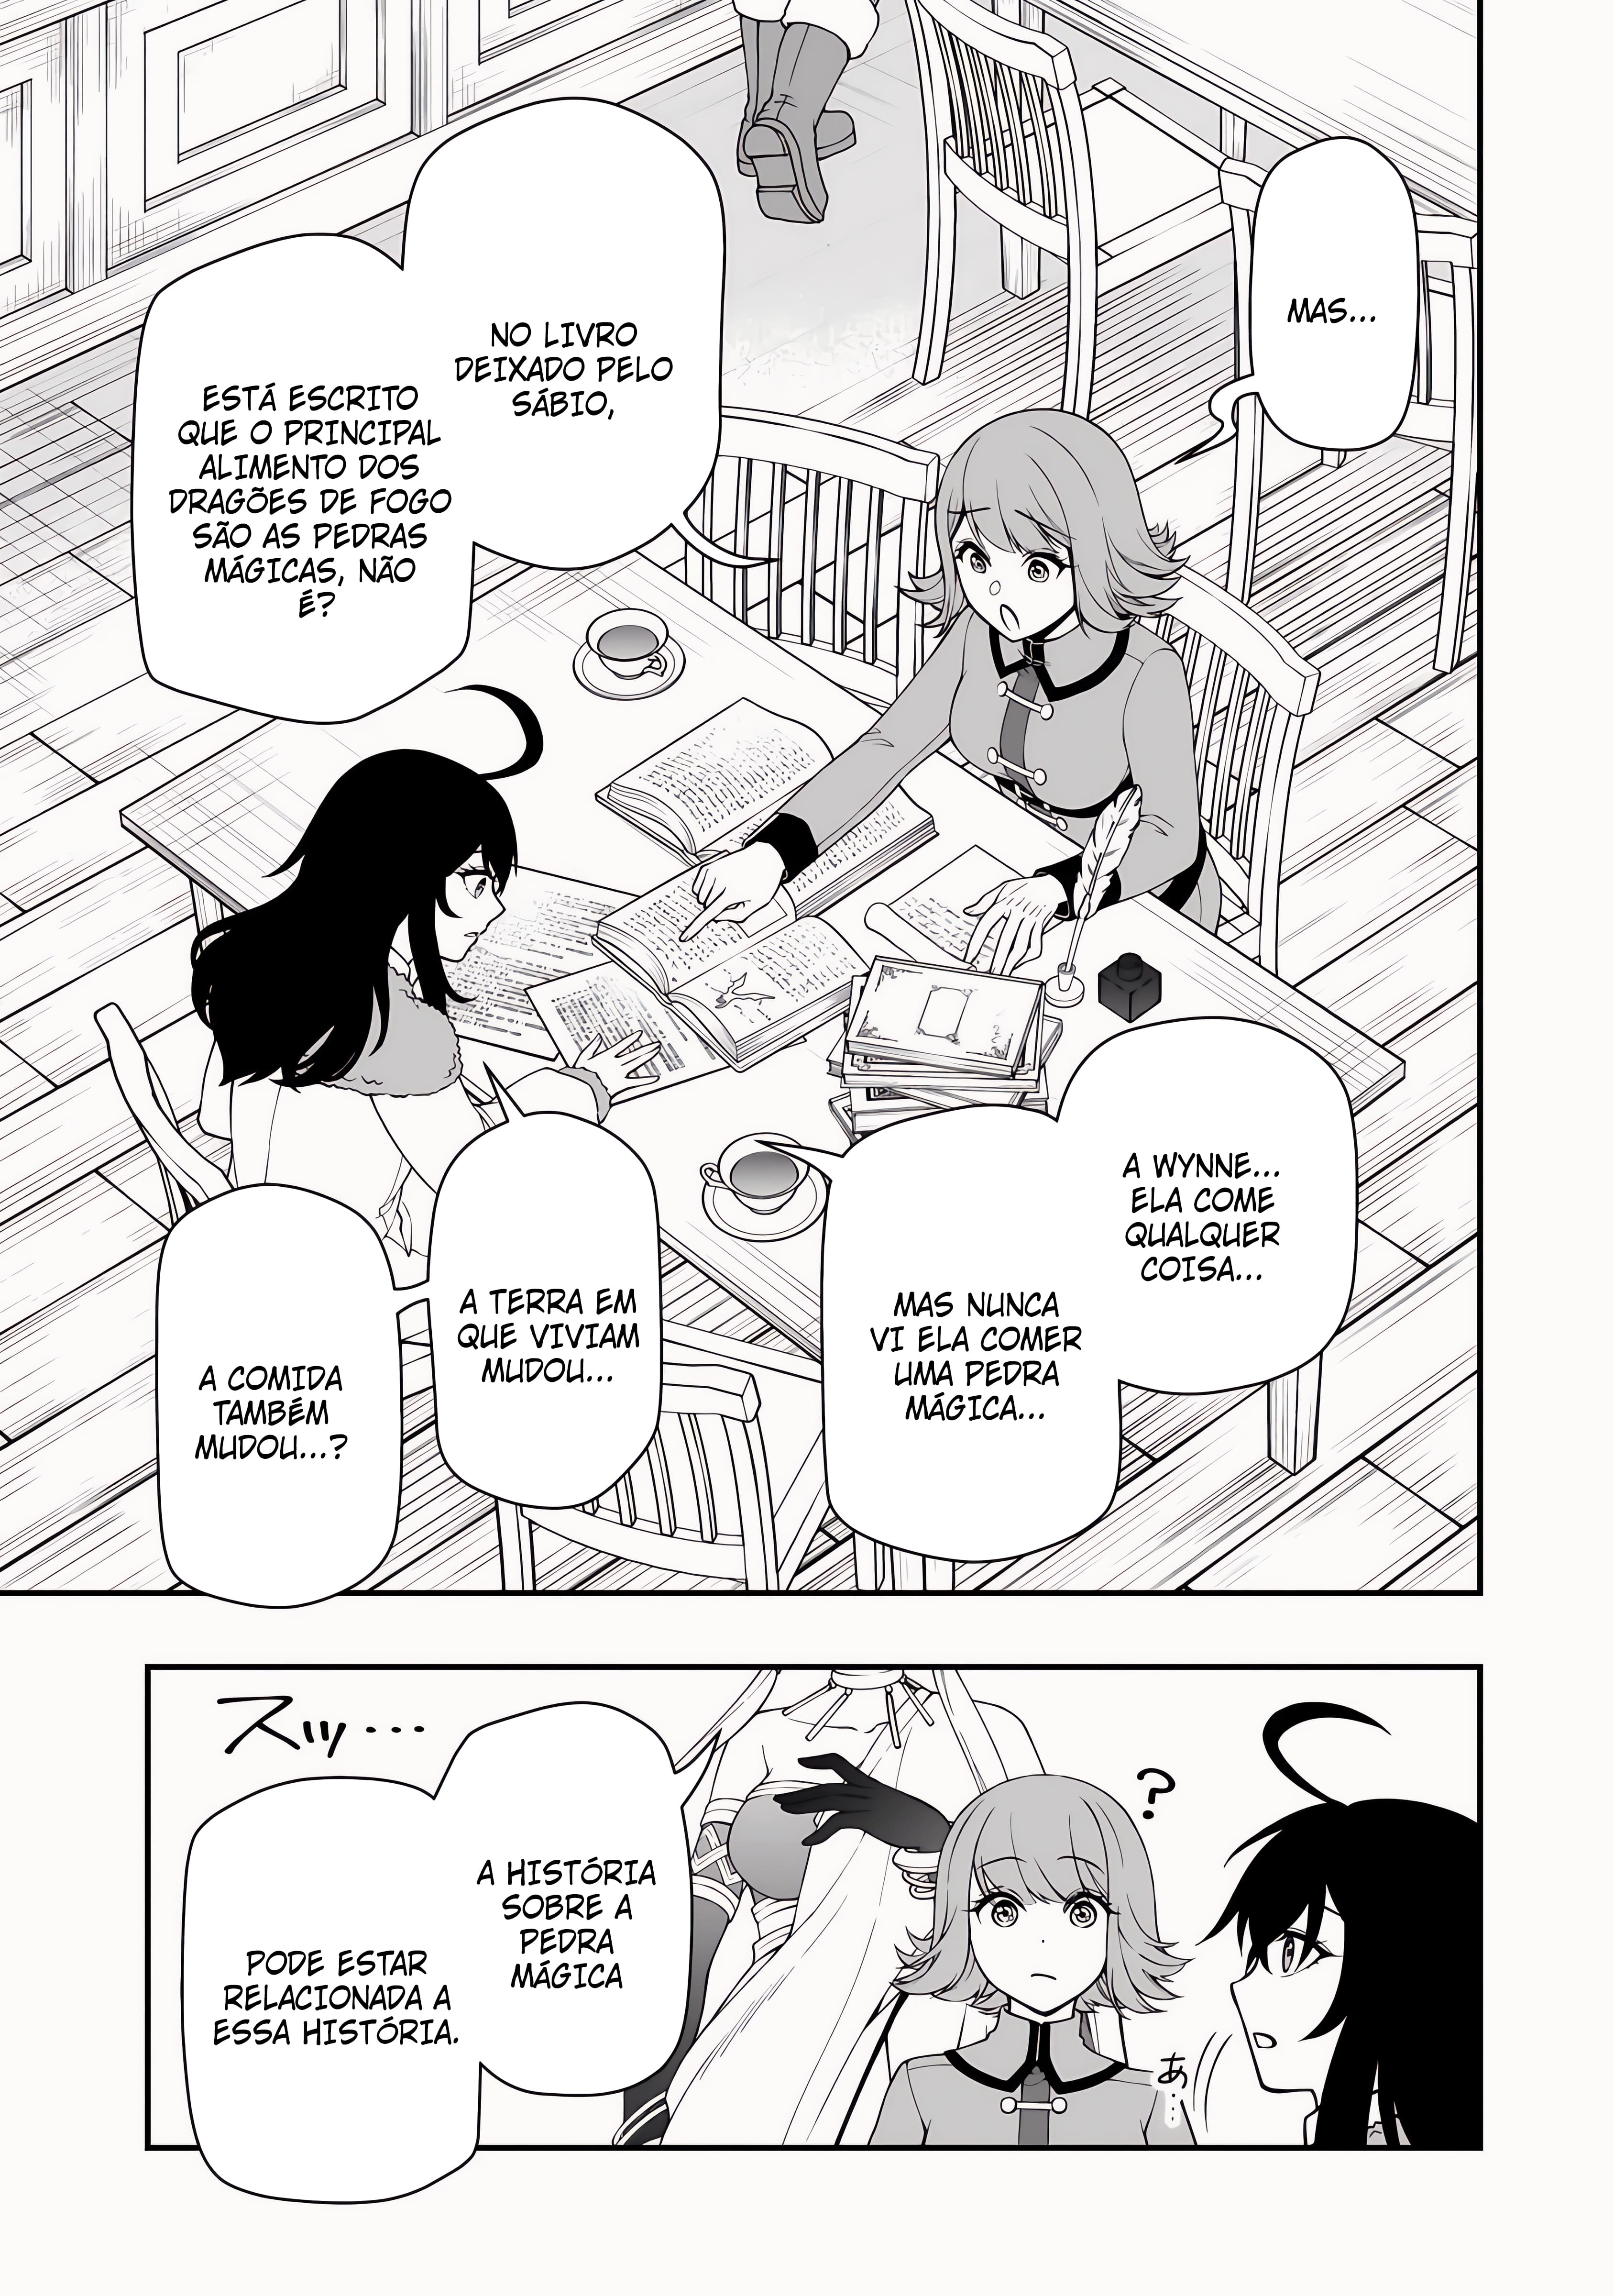 MAS...
NO LIVRO
DEIXADO PELO
SÁBIO,
ESTÁ ESCRITO
QUE O PRINCIPAL
ALIMENTO DOS
DRAGÕES DE FOGO
SÃO AS PEDRAS
MÁGICAS, NÃO
É?
A WYNNE...
ELA COME
QUALQUER
COISA...
MAS NUNCA
VI ELA COMER
UMA PEDRA
MÁGICA...
A TERRA EM
QUE VIVIAM
MUDOU...
A COMIDA
TAMBÉM
MUDOU...?
?
あ…
A HISTÓRIA
SOBRE A
PEDRA
MÁGICA
PODE ESTAR
RELACIONADA A
ESSA HISTÓRIA.
スッ…